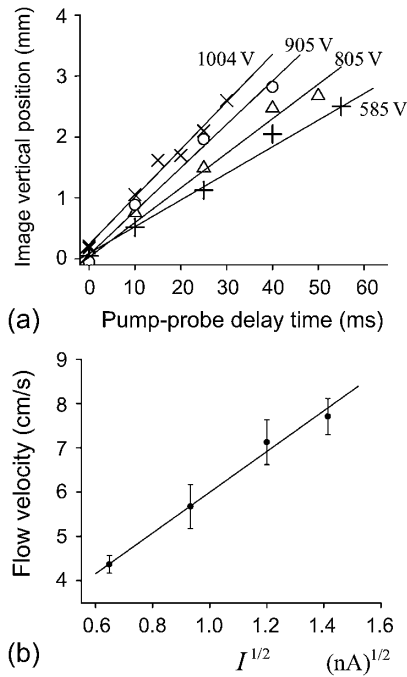 4
3
2
1
0
Image vertical position (mm)
1004 V
905 V
805 V
585 V
0 10 20 30 40 50 60
(a) Pump-probe delay time (ms)
9
8
7
6
5
4
Flow velocity (cm/s)
0.6 0.8 1.0 1.2 1.4 1.6
(b) I^1/2 (nA)^1/2